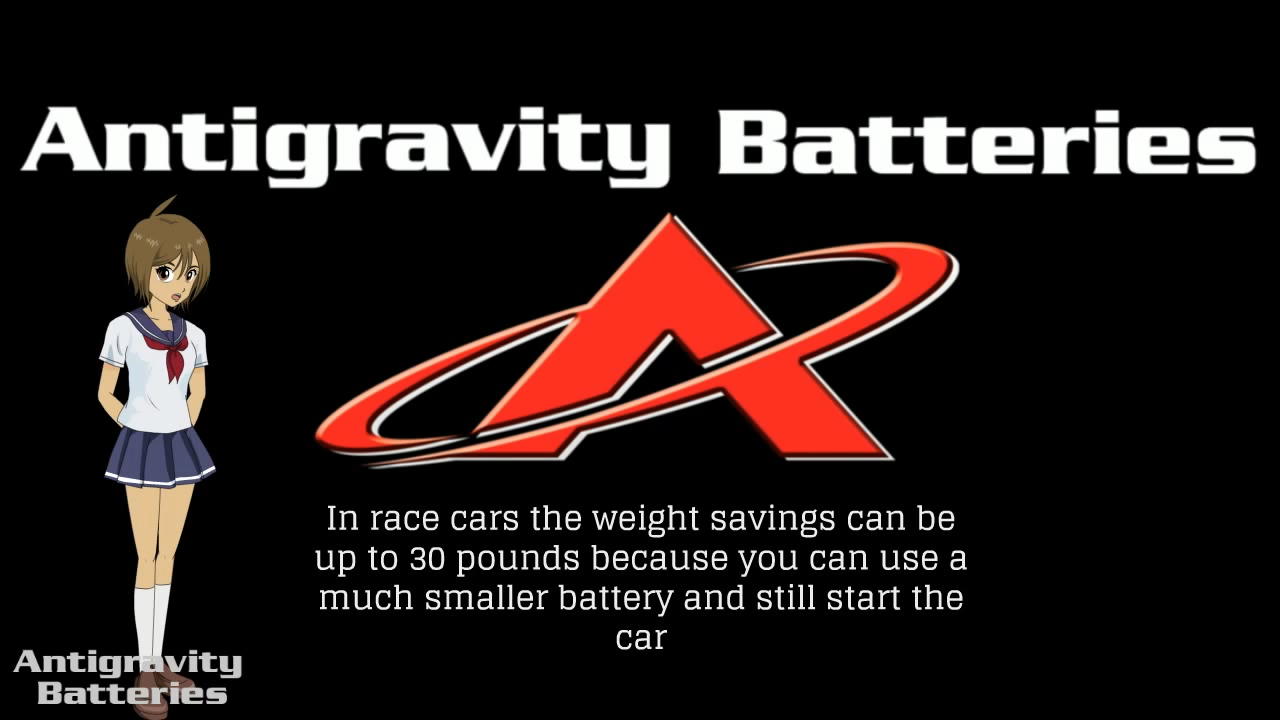 Antigravity Batteries
In race cars the weight savings can be
up to 30 pounds because you can use a
much smaller battery and still start the
car
Antigravity
Batteries